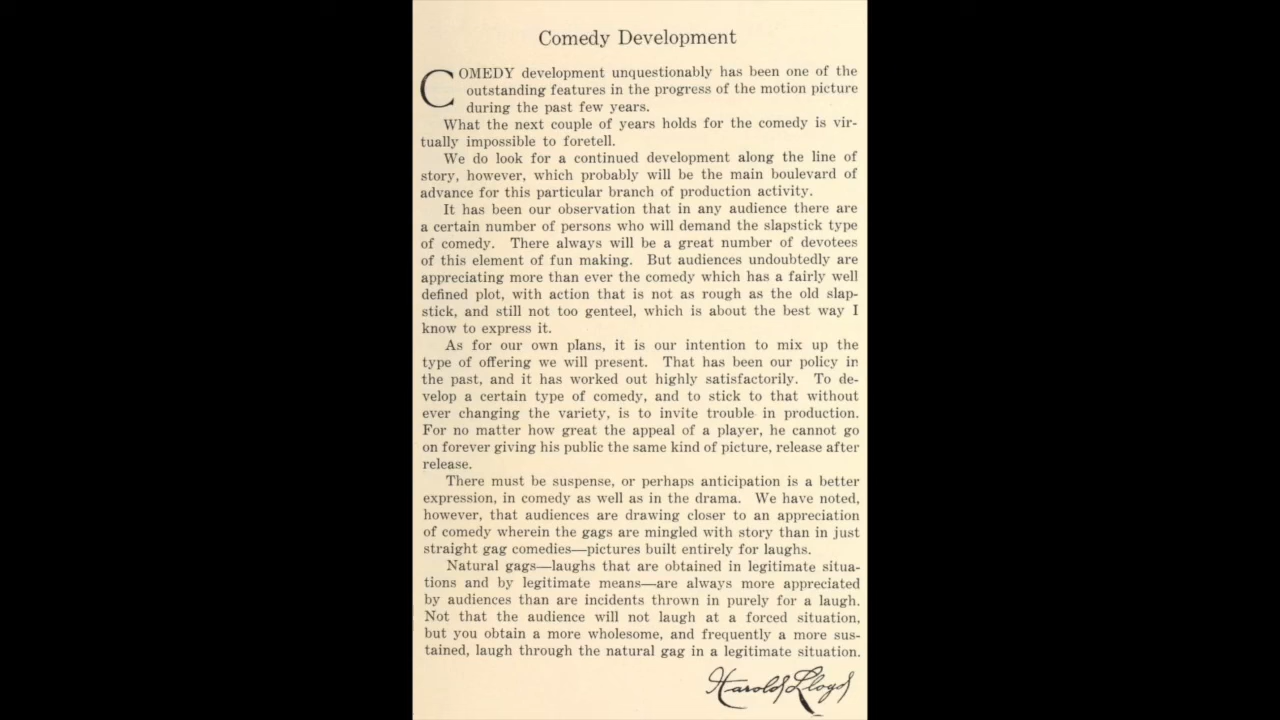 Comedy Development
COMEDY development unquestionably has been one of the
outstanding features in the progress of the motion picture
during the past few years.
What the next couple of years holds for the comedy is vir-
tually impossible to foretell.
We do look for a continued development along the line of
story, however, which probably will be the main boulevard of
advance for this particular branch of production activity.
It has been our observation that in any audience there are
a certain number of persons who will demand the slapstick type
of comedy. There always will be a great number of devotees
of this element of fun making. But audiences undoubtedly are
appreciating more than ever the comedy which has a fairly well
defined plot, with action that is not as rough as the old slap-
stick, and still not too genteel, which is about the best way I
know to express it.
As for our own plans, it is our intention to mix up the
type of offering we will present. That has been our policy in
the past, and it has worked out highly satisfactorily. To de-
velop a certain type of comedy, and to stick to that without
ever changing the variety, is to invite trouble in production.
For no matter how great the appeal of a player, he cannot go
on forever giving his public the same kind of picture, release after
release.
There must be suspense, or perhaps anticipation is a better
expression, in comedy as well as in the drama. We have noted,
however, that audiences are drawing closer to an appreciation
of comedy wherein the gags are mingled with story than in just
straight gag comedies—pictures built entirely for laughs.
Natural gags—laughs that are obtained in legitimate situa-
tions and by legitimate means—are always more appreciated
by audiences than are incidents thrown in purely for a laugh.
Not that the audience will not laugh at a forced situation,
but you obtain a more wholesome, and frequently a more sus-
tained, laugh through the natural gag in a legitimate situation.
Harold Lloyd